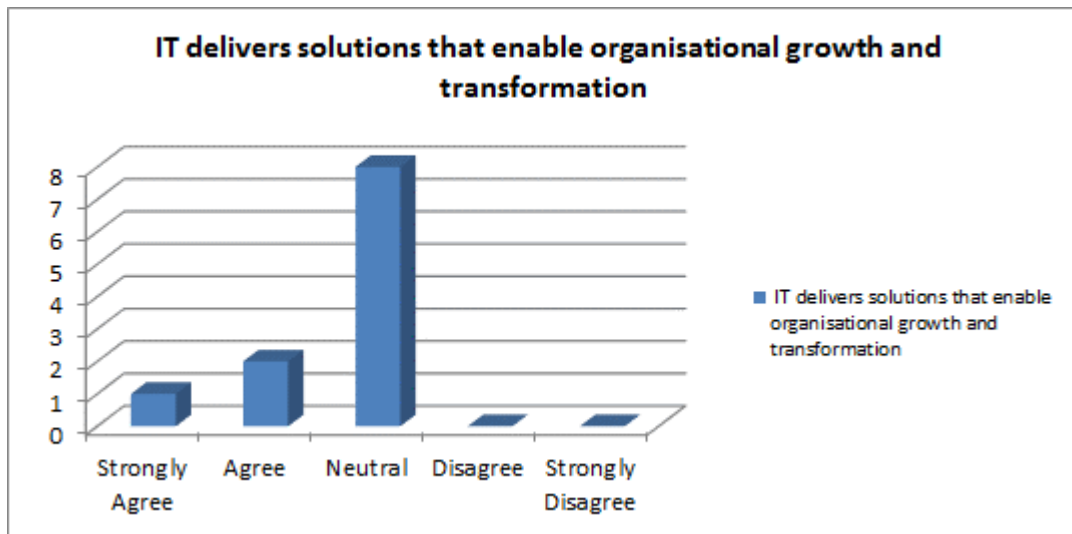 IT delivers solutions that enable organisational growth and
transformation
8
7
6
5
4
3
2
1
0
Strongly Agree
Agree
Neutral
Disagree
Strongly Disagree
IT delivers solutions that enable
organisational growth and
transformation